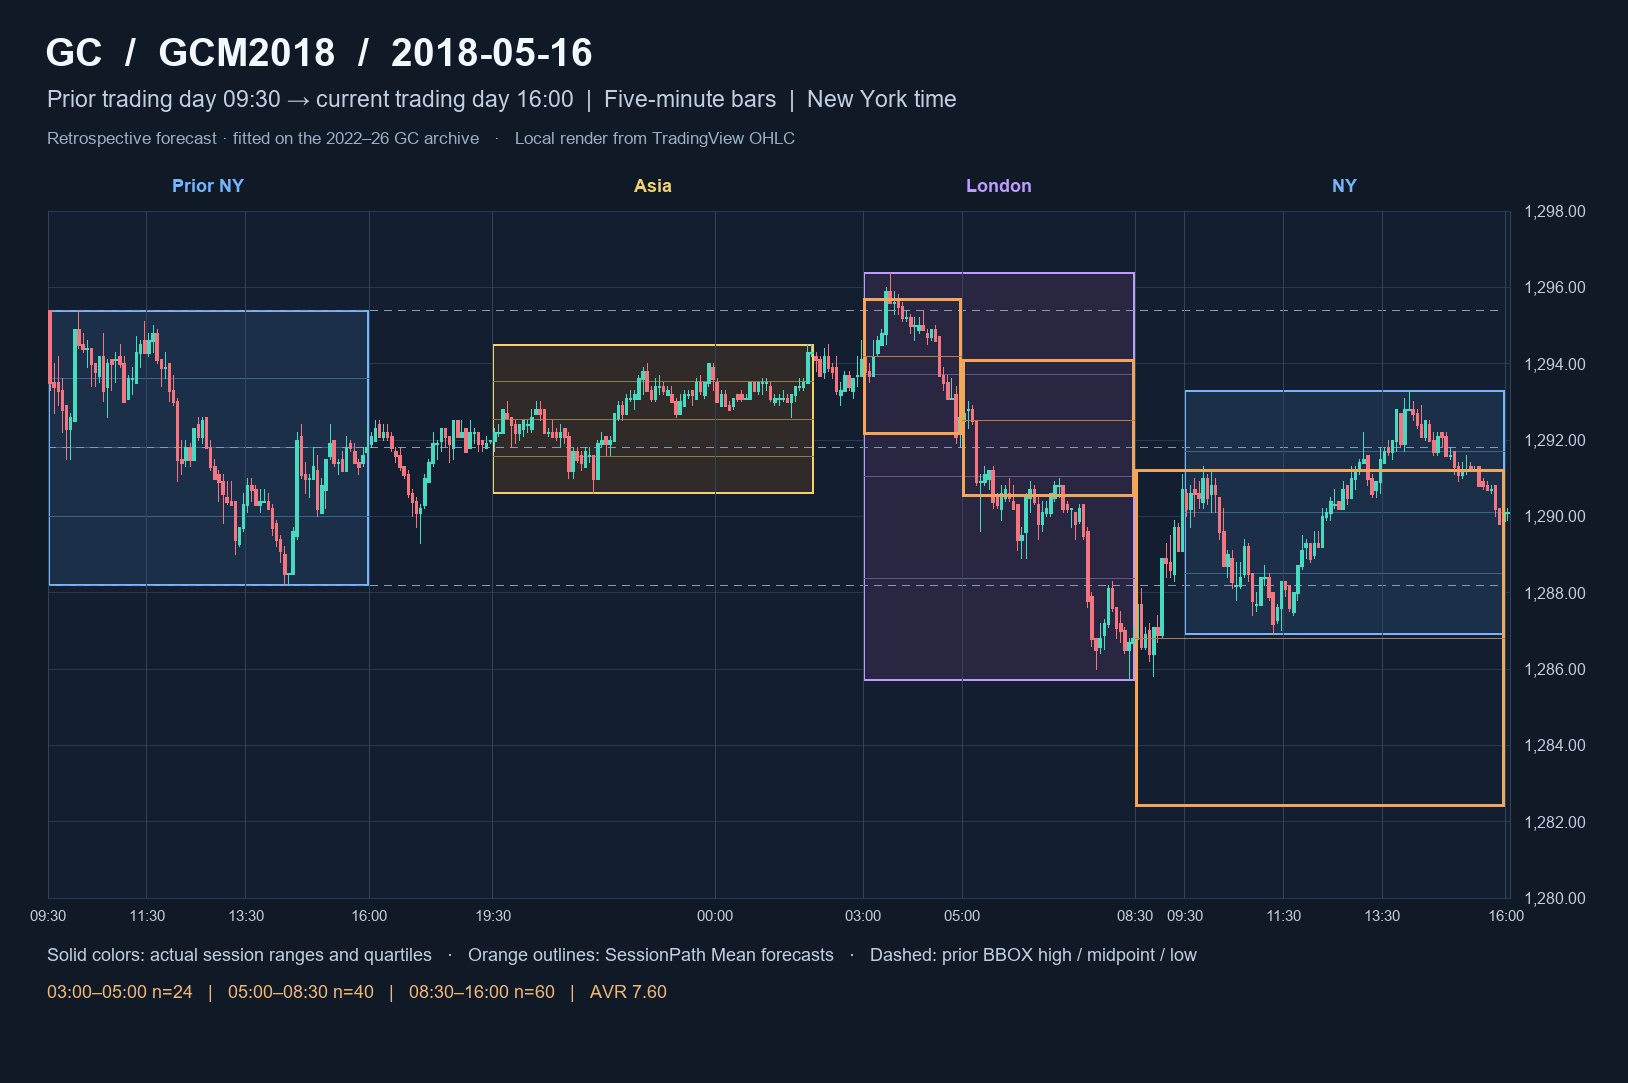 GC / GCM2018 / 2018-05-16
Prior trading day 09:30 → current trading day 16:00 | Five-minute bars | New York time
Retrospective forecast · fitted on the 2022–26 GC archive · Local render from TradingView OHLC
Prior NY Asia London NY
1,298.00
1,296.00
1,294.00
1,292.00
1,290.00
1,288.00
1,286.00
1,284.00
1,282.00
1,280.00
09:30 11:30 13:30 16:00 19:30 00:00 03:00 05:00 08:30 09:30 11:30 13:30 16:00
Solid colors: actual session ranges and quartiles · Orange outlines: SessionPath Mean forecasts · Dashed: prior BBOX high / midpoint / low
03:00–05:00 n=24 | 05:00–08:30 n=40 | 08:30–16:00 n=60 | AVR 7.60